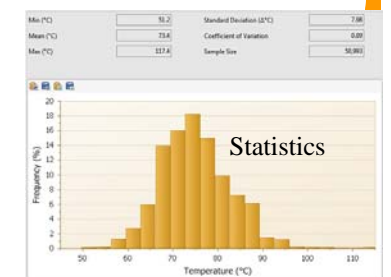 Min (°C) 51.2 Standard Deviation (Δ°C) 7.98
Mean (°C) 73.4 Coefficient of Variation 0.09
Max (°C) 117.4 Sample Size 50,993
20
18
16
14
12
10
8
6
4
2
0
Frequency (%)
Statistics
50 60 70 80 90 100 110
Temperature (°C)